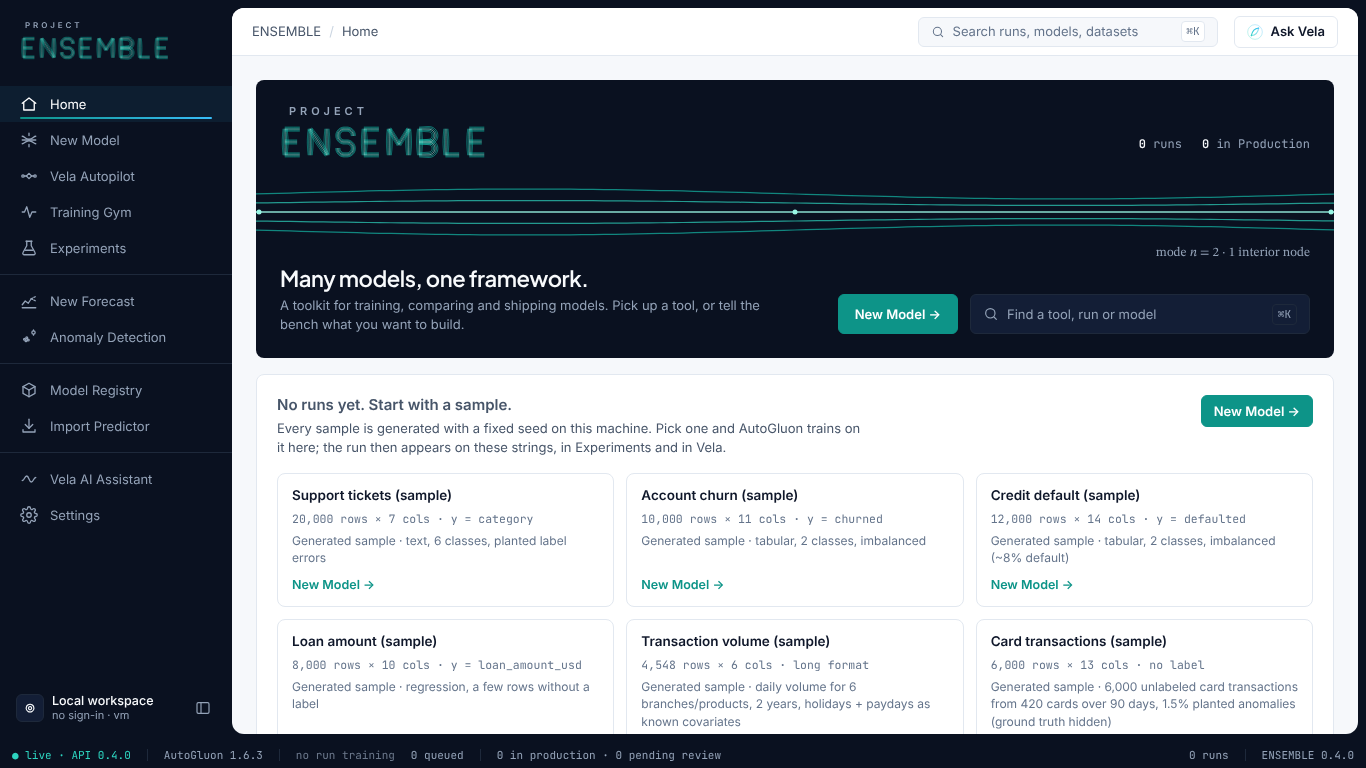 PROJECT
ENSEMBLE
Home
New Model
Vela Autopilot
Training Gym
Experiments
New Forecast
Anomaly Detection
Model Registry
Import Predictor
Vela AI Assistant
Settings
Local workspace
no sign-in · vm
ENSEMBLE / Home
Search runs, models, datasets ⌘K
Ask Vela
PROJECT
ENSEMBLE
0 runs 0 in Production
mode n = 2 · 1 interior node
Many models, one framework.
A toolkit for training, comparing and shipping models. Pick up a tool, or tell the
bench what you want to build.
New Model →
Find a tool, run or model ⌘K
No runs yet. Start with a sample.
Every sample is generated with a fixed seed on this machine. Pick one and AutoGluon trains on
it here; the run then appears on these strings, in Experiments and in Vela.
New Model →
Support tickets (sample)
20,000 rows × 7 cols · y = category
Generated sample · text, 6 classes, planted label
errors
New Model →
Account churn (sample)
10,000 rows × 11 cols · y = churned
Generated sample · tabular, 2 classes, imbalanced
New Model →
Credit default (sample)
12,000 rows × 14 cols · y = defaulted
Generated sample · tabular, 2 classes, imbalanced
(~8% default)
New Model →
Loan amount (sample)
8,000 rows × 10 cols · y = loan_amount_usd
Generated sample · regression, a few rows without a
label
Transaction volume (sample)
4,548 rows × 6 cols · long format
Generated sample · daily volume for 6
branches/products, 2 years, holidays + paydays as
known covariates
Card transactions (sample)
6,000 rows × 13 cols · no label
Generated sample · 6,000 unlabeled card transactions
from 420 cards over 90 days, 1.5% planted anomalies
(ground truth hidden)
live · API 0.4.0 AutoGluon 1.6.3 no run training 0 queued 0 in production · 0 pending review 0 runs ENSEMBLE 0.4.0